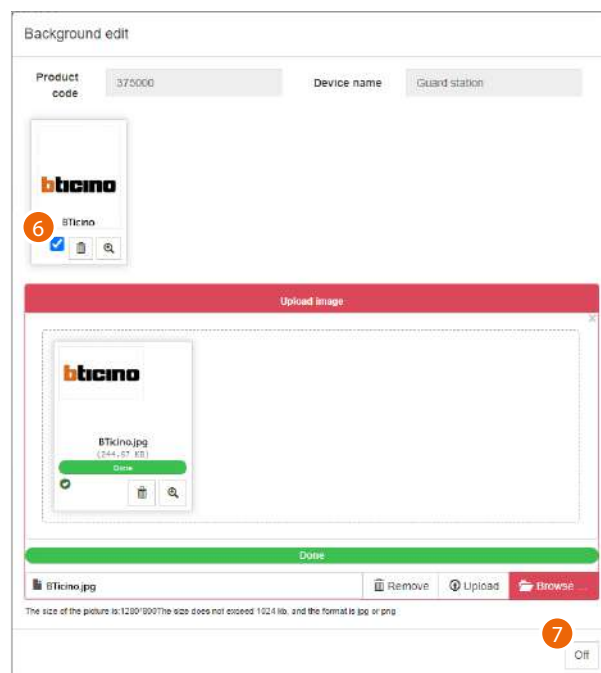 Background edit
Product code
375000
Device name
Guard station
bticino
BTicino
6
Upload image
bticino
BTicino.jpg
(244.67 KB)
Done
Done
BTicino.jpg
Remove
Upload
Browse ...
The size of the picture is:1280*800The size does not exceed 1024 kb, and the format is jpg or png
7
Off